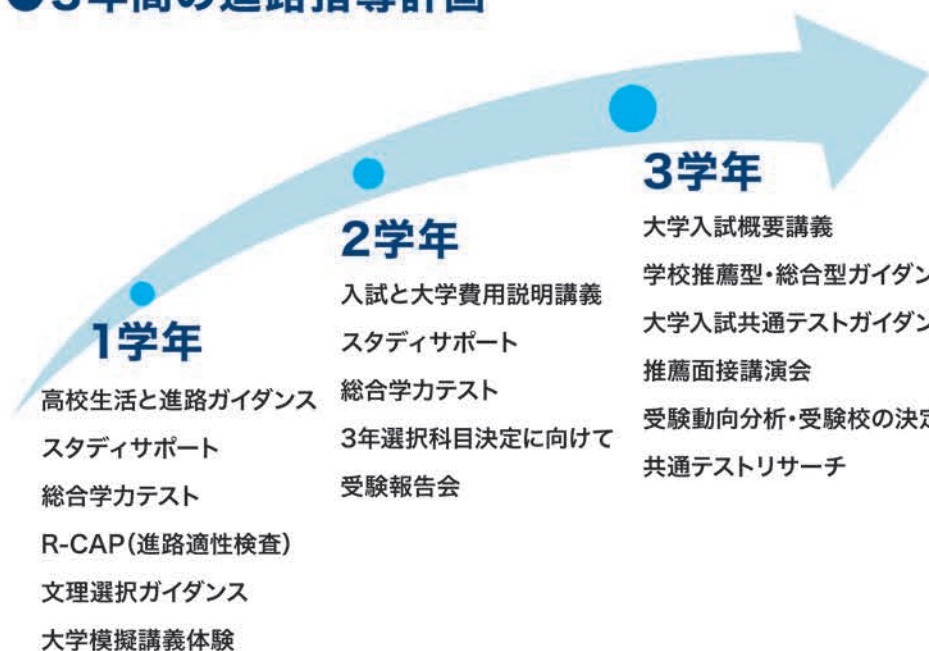 ●3年間の進路指導計画
1学年
高校生活と進路ガイダンス
スタディサポート
総合学力テスト
R-CAP(進路適性検査)
文理選択ガイダンス
大学模擬講義体験
2学年
入試と大学費用説明講義
スタディサポート
総合学力テスト
3年選択科目決定に向けて
受験報告会
3学年
大学入試概要講義
学校推薦型・総合型ガイダン
大学入試共通テストガイダン
推薦面接講演会
受験動向分析・受験校の決定
共通テストリサーチ